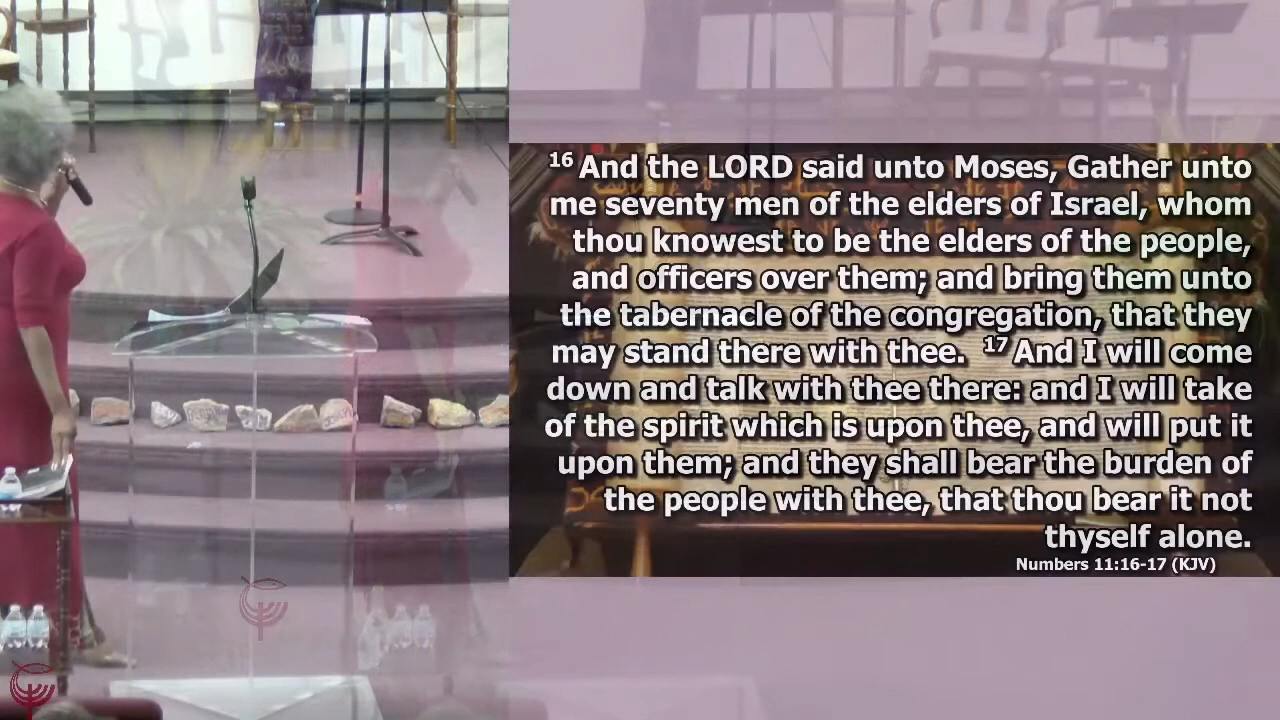 16 And the LORD said unto Moses, Gather unto
me seventy men of the elders of Israel, whom
thou knowest to be the elders of the people,
and officers over them; and bring them unto
the tabernacle of the congregation, that they
may stand there with thee. 17 And I will come
down and talk with thee there: and I will take
of the spirit which is upon thee, and will put it
upon them; and they shall bear the burden of
the people with thee, that thou bear it not
thyself alone.
Numbers 11:16-17 (KJV)